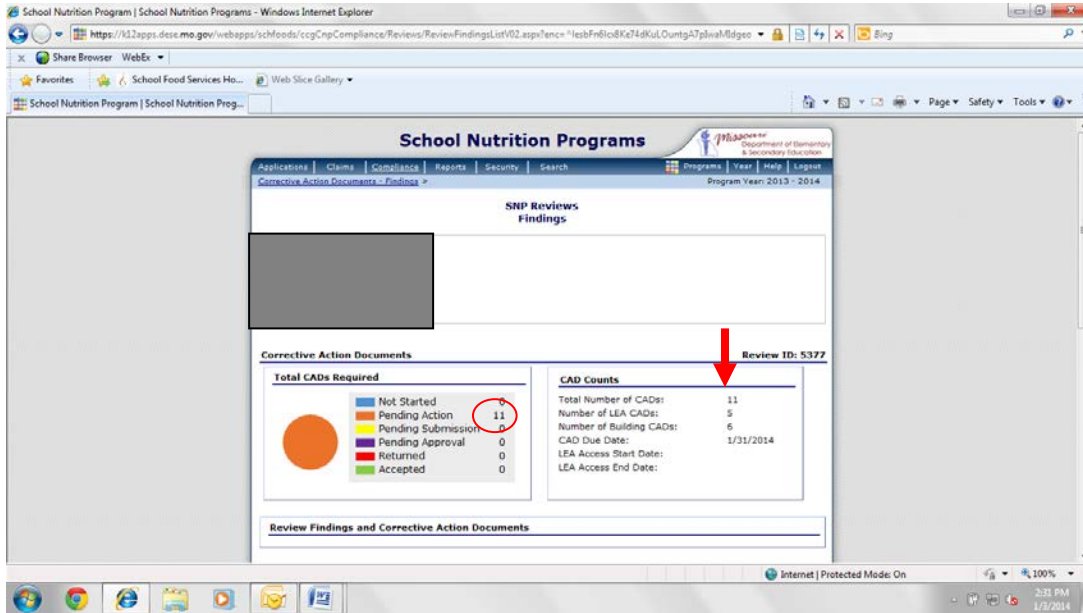 School Nutrition Program | School Nutrition Programs - Windows Internet Explorer
Bing
x Share Browser WebEx
Favorites School Food Services Ho... Web Slice Gallery
School Nutrition Program | School Nutrition Prog...
Page Safety Tools
School Nutrition Programs
Missouri
Department of Elementary
& Secondary Education
Applications | Claims | Compliance | Reports | Security | Search Programs | Year | Help | Logout
Corrective Action Documents - Findings > Program Year: 2013 - 2014
SNP Reviews
Findings
Corrective Action Documents Review ID: 5377
Total CADs Required
Not Started 0
Pending Action 11
Pending Submission 0
Pending Approval 0
Returned 0
Accepted 0
CAD Counts
Total Number of CADs: 11
Number of LEA CADs: 5
Number of Building CADs: 6
CAD Due Date: 1/31/2014
LEA Access Start Date:
LEA Access End Date:
Review Findings and Corrective Action Documents
Internet | Protected Mode: On 100%
2:31 PM
1/3/2014